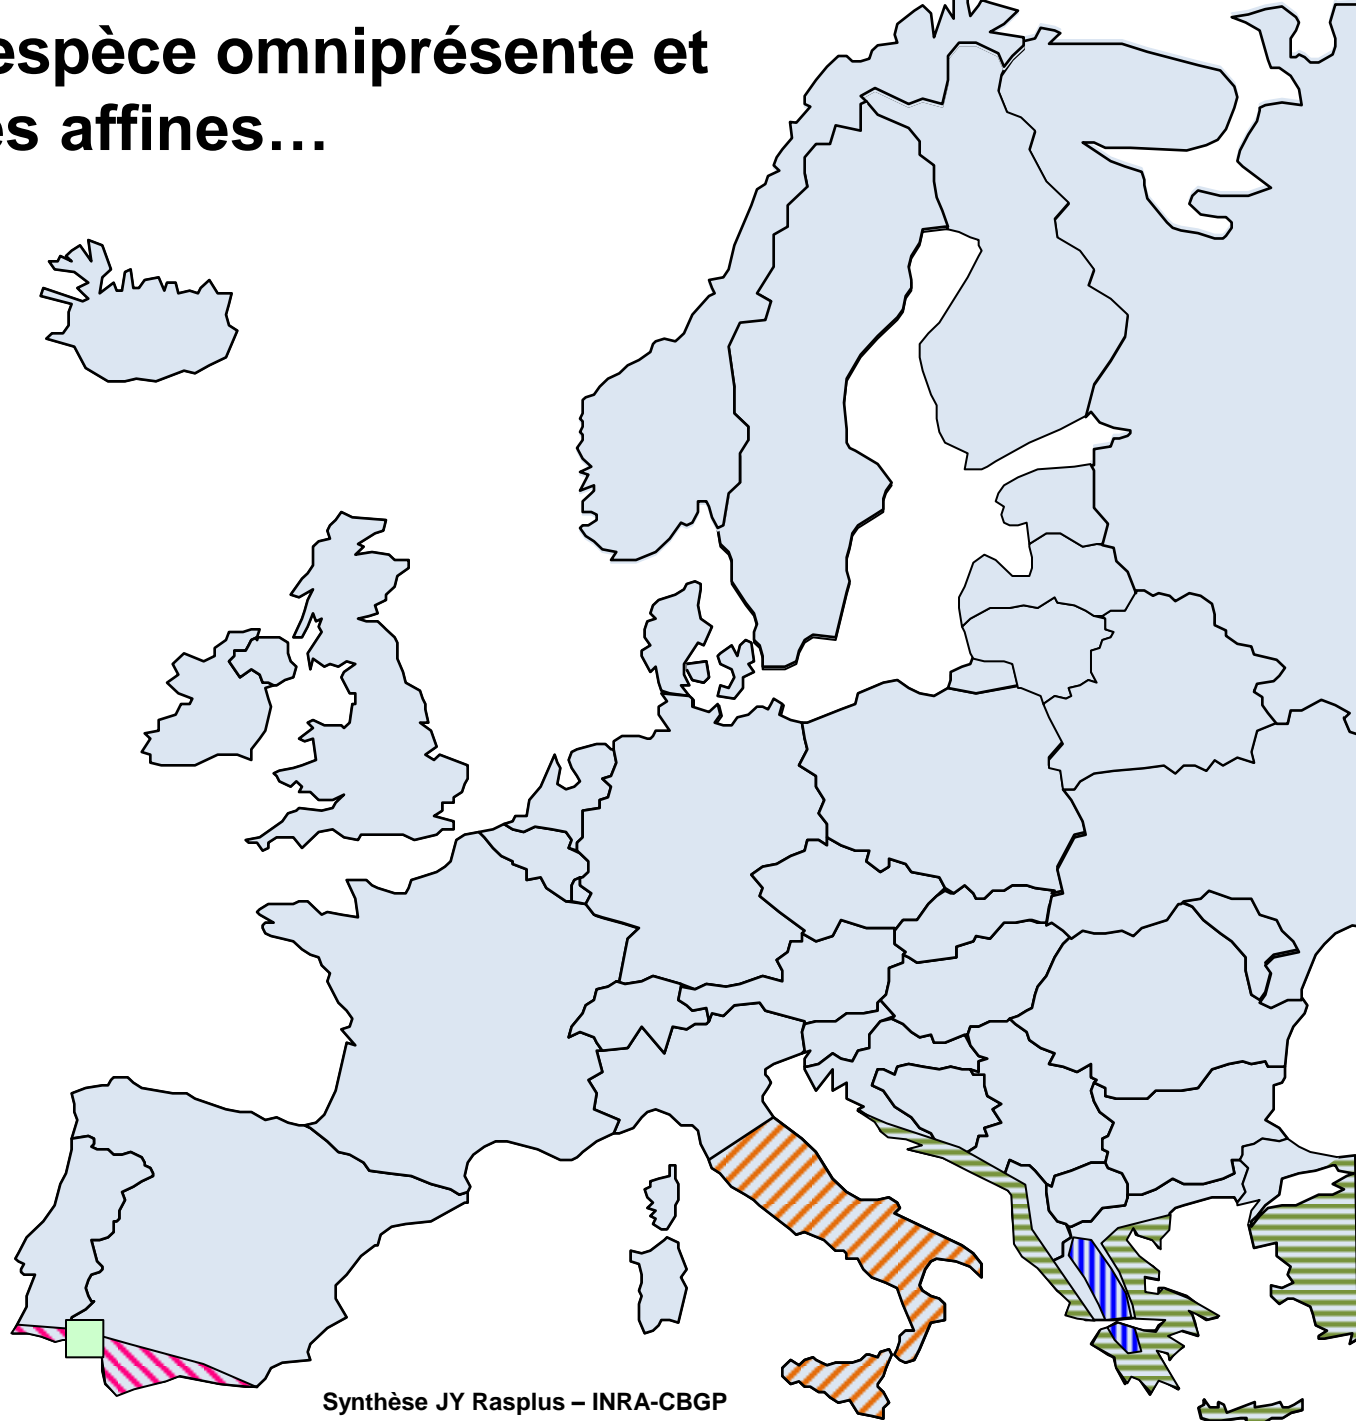 espèce omniprésente et
es affines…
Synthèse JY Rasplus – INRA-CBGP